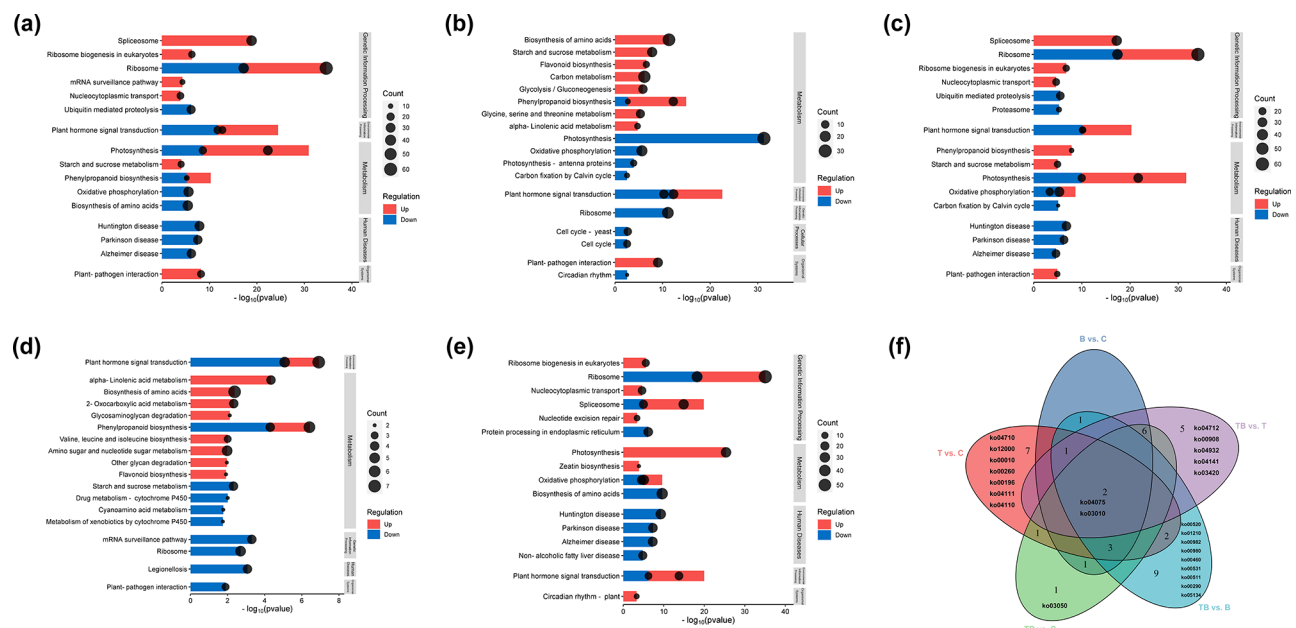 (a)
Spliceosome
Ribosome biogenesis in eukaryotes
Ribosome
mRNA surveillance pathway
Nucleocytoplasmic transport
Ubiquitin mediated proteolysis
Plant hormone signal transduction
Photosynthesis
Starch and sucrose metabolism
Phenylpropanoid biosynthesis
Oxidative phosphorylation
Biosynthesis of amino acids
Huntington disease
Parkinson disease
Alzheimer disease
Plant- pathogen interaction
Genetic Information Processing
Metabolism
Human Diseases
0 10 20 30 40
- log10(pvalue)
Count
10
20
30
40
50
60
Regulation
Up
Down
(b)
Biosynthesis of amino acids
Starch and sucrose metabolism
Flavonoid biosynthesis
Carbon metabolism
Glycolysis / Gluconeogenesis
Phenylpropanoid biosynthesis
Glycine, serine and threonine metabolism
alpha- Linolenic acid metabolism
Photosynthesis
Oxidative phosphorylation
Photosynthesis - antenna proteins
Carbon fixation by Calvin cycle
Plant hormone signal transduction
Ribosome
Cell cycle - yeast
Cell cycle
Plant- pathogen interaction
Circadian rhythm
Metabolism
Cellular Processes
Organismal Systems
0 10 20 30 40
- log10(pvalue)
Count
10
20
30
Regulation
Up
Down
(c)
Spliceosome
Ribosome
Ribosome biogenesis in eukaryotes
Nucleocytoplasmic transport
Ubiquitin mediated proteolysis
Proteasome
Plant hormone signal transduction
Phenylpropanoid biosynthesis
Starch and sucrose metabolism
Photosynthesis
Oxidative phosphorylation
Carbon fixation by Calvin cycle
Huntington disease
Parkinson disease
Alzheimer disease
Plant- pathogen interaction
Genetic Information Processing
Metabolism
Human Diseases
0 10 20 30 40
- log10(pvalue)
Count
20
30
40
50
60
Regulation
Up
Down
(d)
Plant hormone signal transduction
alpha- Linolenic acid metabolism
Biosynthesis of amino acids
2- Oxocarboxylic acid metabolism
Glycosaminoglycan degradation
Phenylpropanoid biosynthesis
Valine, leucine and isoleucine biosynthesis
Amino sugar and nucleotide sugar metabolism
Other glycan degradation
Flavonoid biosynthesis
Starch and sucrose metabolism
Drug metabolism - cytochrome P450
Cyanoamino acid metabolism
Metabolism of xenobiotics by cytochrome P450
mRNA surveillance pathway
Ribosome
Legionellosis
Plant- pathogen interaction
Metabolism
Human Diseases
0 2 4 6 8
- log10(pvalue)
Count
2
3
4
5
6
7
Regulation
Up
Down
(e)
Ribosome biogenesis in eukaryotes
Ribosome
Nucleocytoplasmic transport
Spliceosome
Nucleotide excision repair
Protein processing in endoplasmic reticulum
Photosynthesis
Zeatin biosynthesis
Oxidative phosphorylation
Biosynthesis of amino acids
Huntington disease
Parkinson disease
Alzheimer disease
Non- alcoholic fatty liver disease
Plant hormone signal transduction
Circadian rhythm - plant
Genetic Information Processing
Metabolism
Human Diseases
0 10 20 30 40
- log10(pvalue)
Count
10
20
30
40
50
Regulation
Up
Down
(f)
B vs. C
TB vs. T
T vs. C
TB vs. B
1
6
5
ko04712
ko00908
ko04932
ko04141
ko03420
7
ko04710
ko12000
ko00010
ko00260
ko00196
ko04111
ko04110
1
2
ko04075
ko03010
1
3
2
1
9
ko00520
ko01210
ko00982
ko00980
ko00460
ko00531
ko00511
ko00290
ko05134
1
ko03050